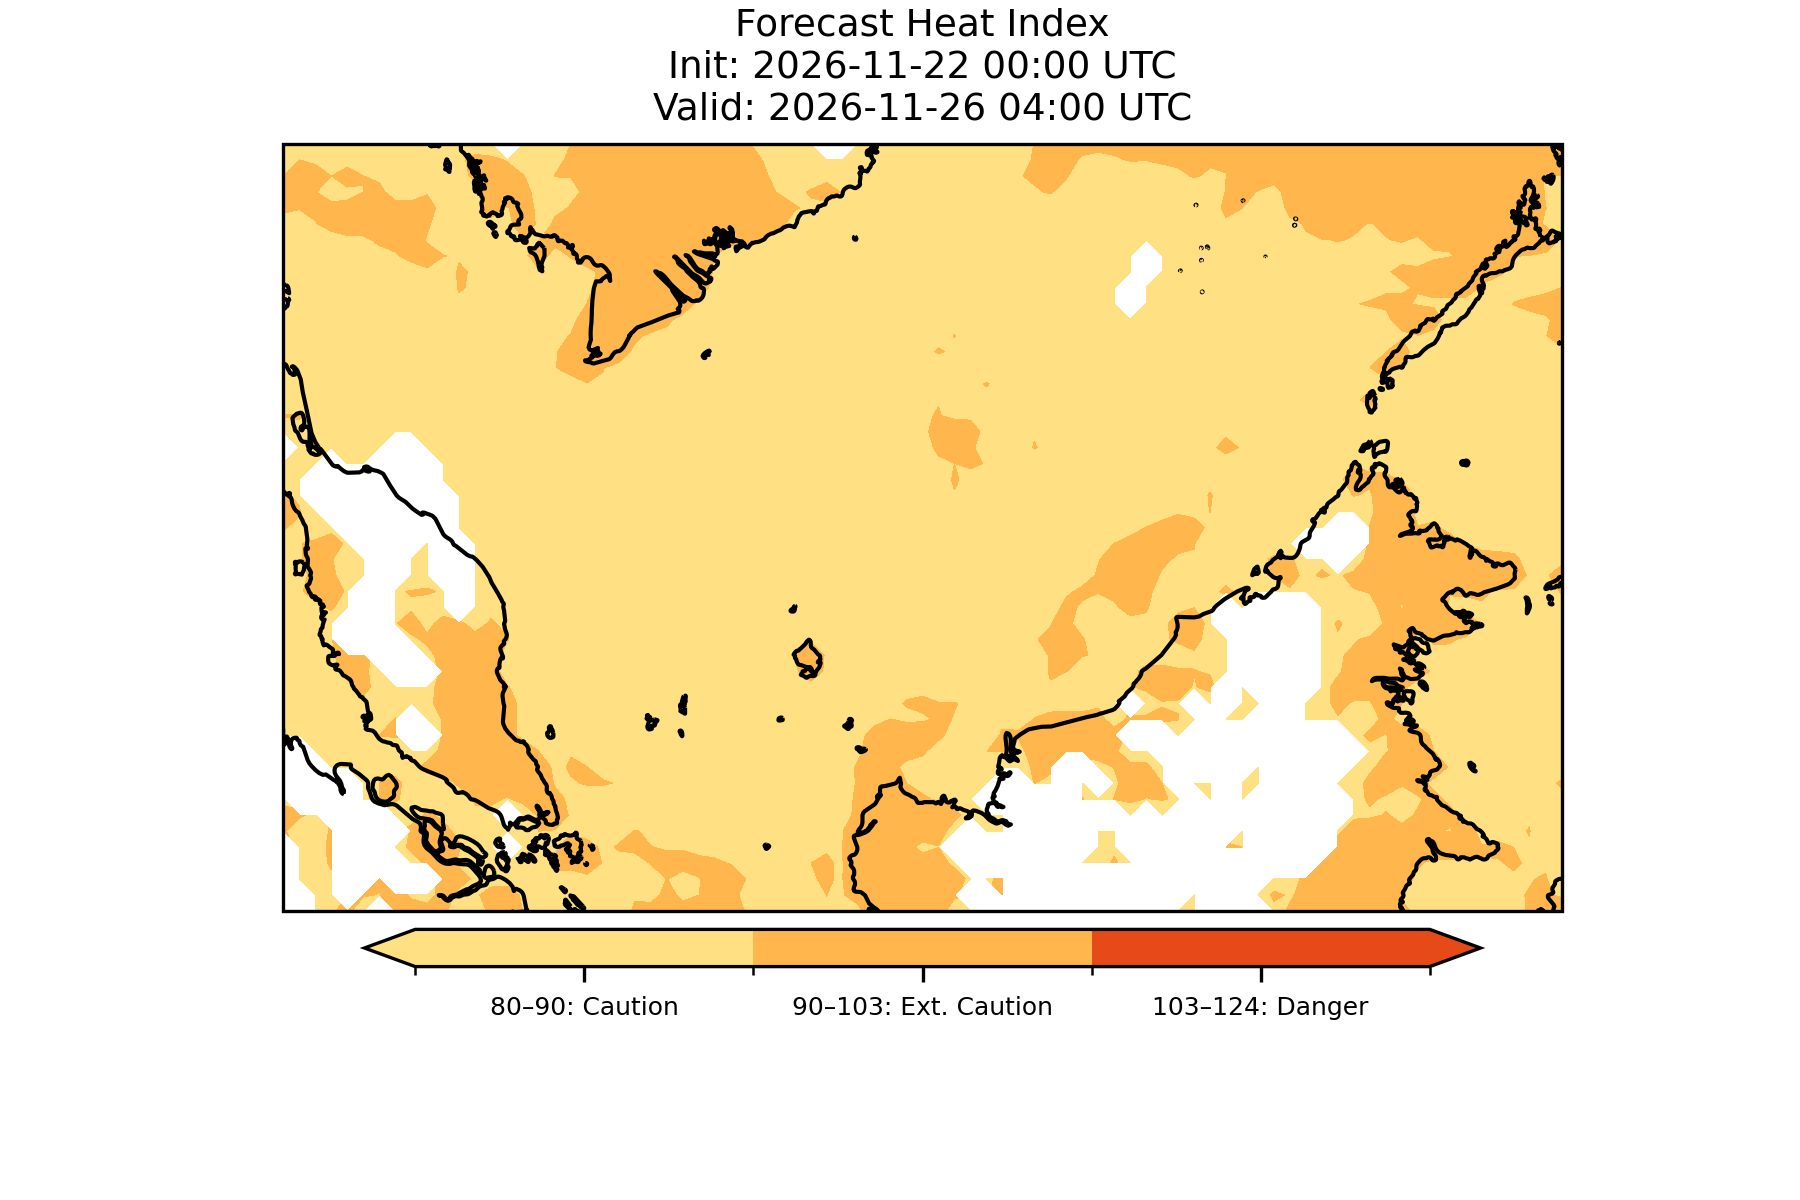 Forecast Heat Index
Init: 2026-11-22 00:00 UTC
Valid: 2026-11-26 04:00 UTC
80–90: Caution
90–103: Ext. Caution
103–124: Danger